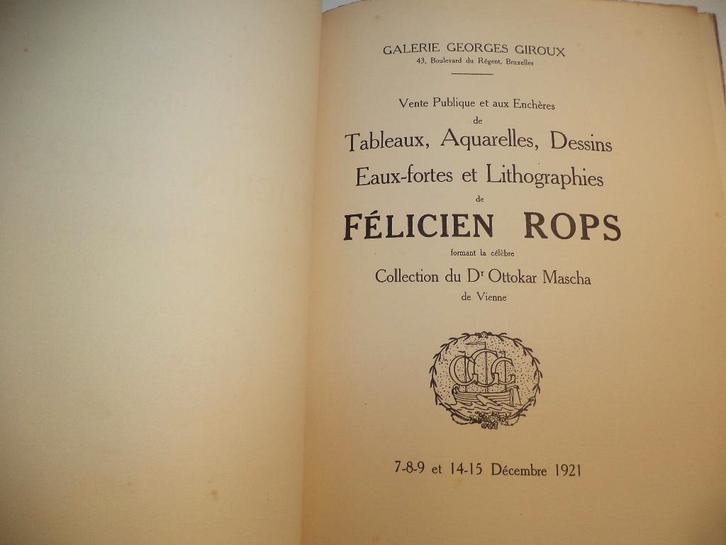 GALERIE GEORGES GIROUX
43, Boulevard du Régent, Bruxelles
Vente Publique et aux Enchères
de
Tableaux, Aquarelles, Dessins
Eaux-fortes et Lithographies
de
FÉLICIEN ROPS
formant la célèbre
Collection du Dr Ottokar Mascha
de Vienne
7-8-9 et 14-15 Décembre 1921